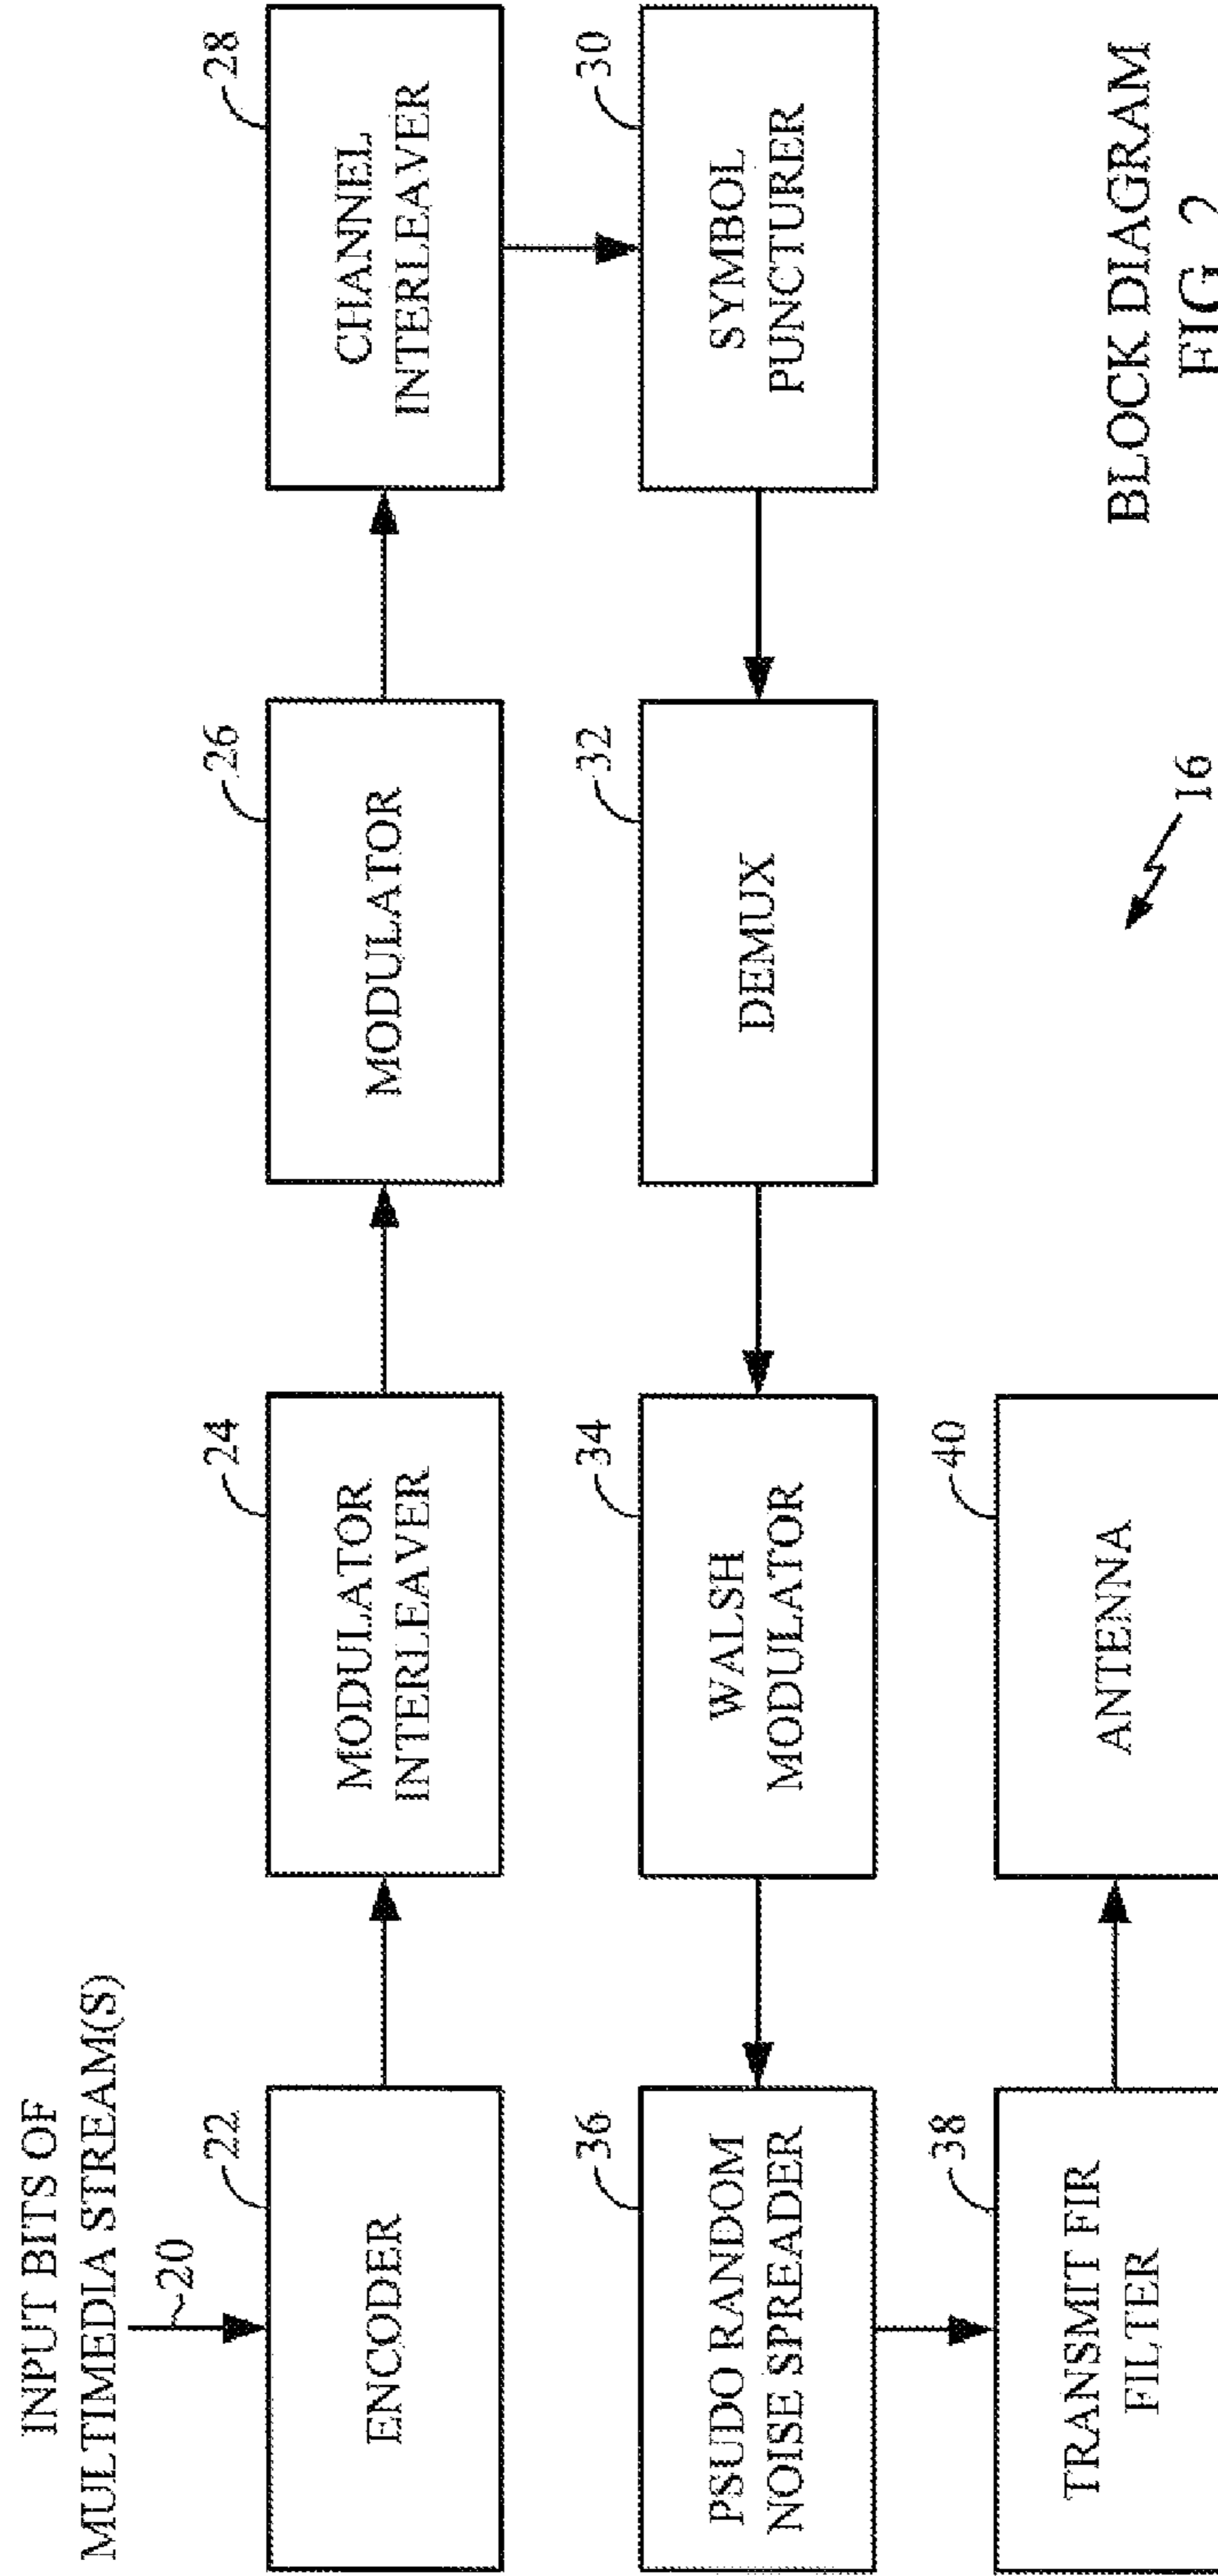 INPUT BITS OF
MULTIMEDIA STREAM(S)
20
22
ENCODER
24
MODULATOR
INTERLEAVER
26
MODULATOR
28
CHANNEL
INTERLEAVER
30
SYMBOL
PUNCTURER
32
DEMUX
34
WALSH
MODULATOR
36
PSUDO RANDOM
NOISE SPREADER
38
TRANSMIT FIR
FILTER
40
ANTENNA
16
BLOCK DIAGRAM
FIG. 2